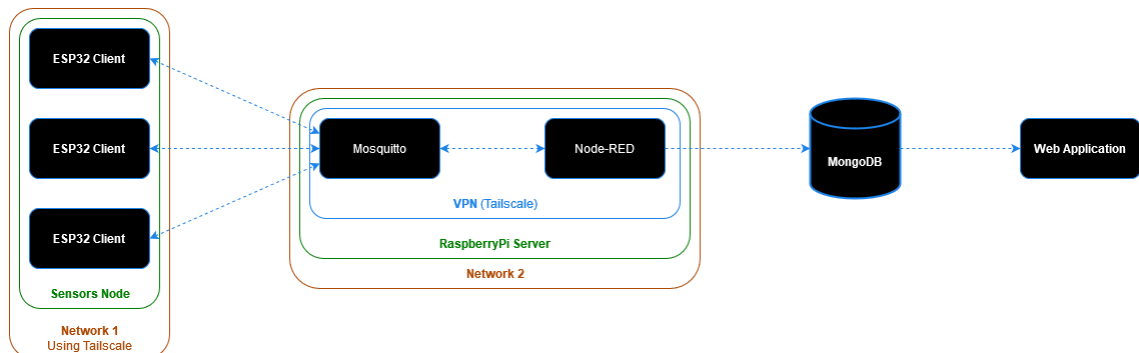 ESP32 Client
ESP32 Client
ESP32 Client
Sensors Node
Network 1
Using Tailscale
Mosquitto
Node-RED
VPN (Tailscale)
RaspberryPi Server
Network 2
MongoDB
Web Application